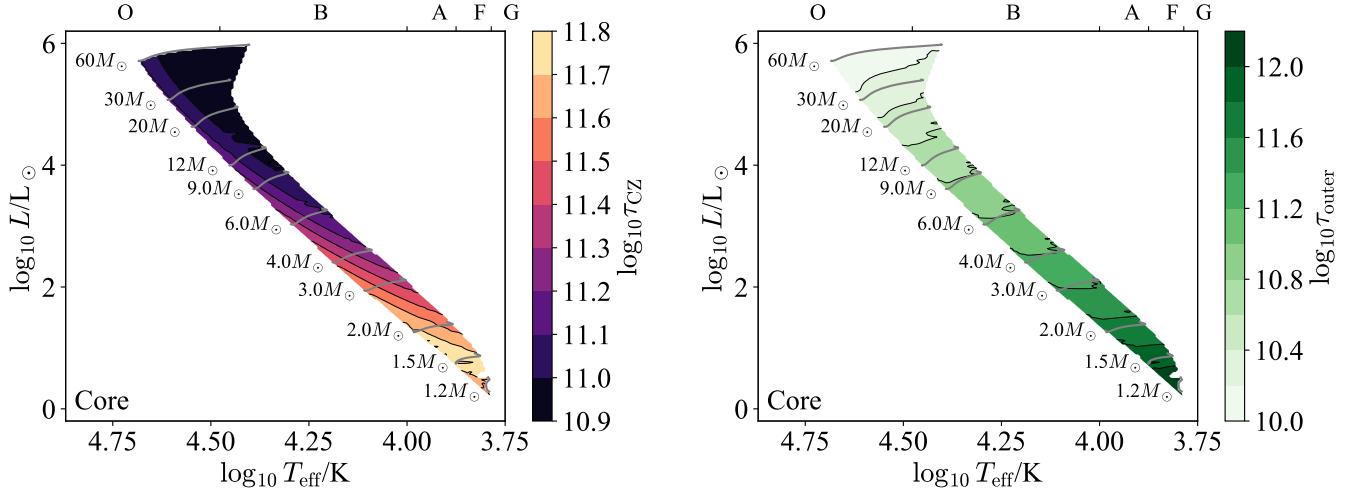 O B A F G
6
4
2
0
log₁₀ L/L⊙
60M⊙
30M⊙
20M⊙
12M⊙
9.0M⊙
6.0M⊙
4.0M⊙
3.0M⊙
2.0M⊙
1.5M⊙
1.2M⊙
Core
4.75 4.50 4.25 4.00 3.75
log₁₀ T_eff/K
11.8
11.7
11.6
11.5
11.4
11.3
11.2
11.1
11.0
10.9
log₁₀ τ_CZ
O B A F G
6
4
2
0
log₁₀ L/L⊙
60M⊙
30M⊙
20M⊙
12M⊙
9.0M⊙
6.0M⊙
4.0M⊙
3.0M⊙
2.0M⊙
1.5M⊙
1.2M⊙
Core
4.75 4.50 4.25 4.00 3.75
log₁₀ T_eff/K
12.0
11.6
11.2
10.8
10.4
10.0
log₁₀ τ_outer